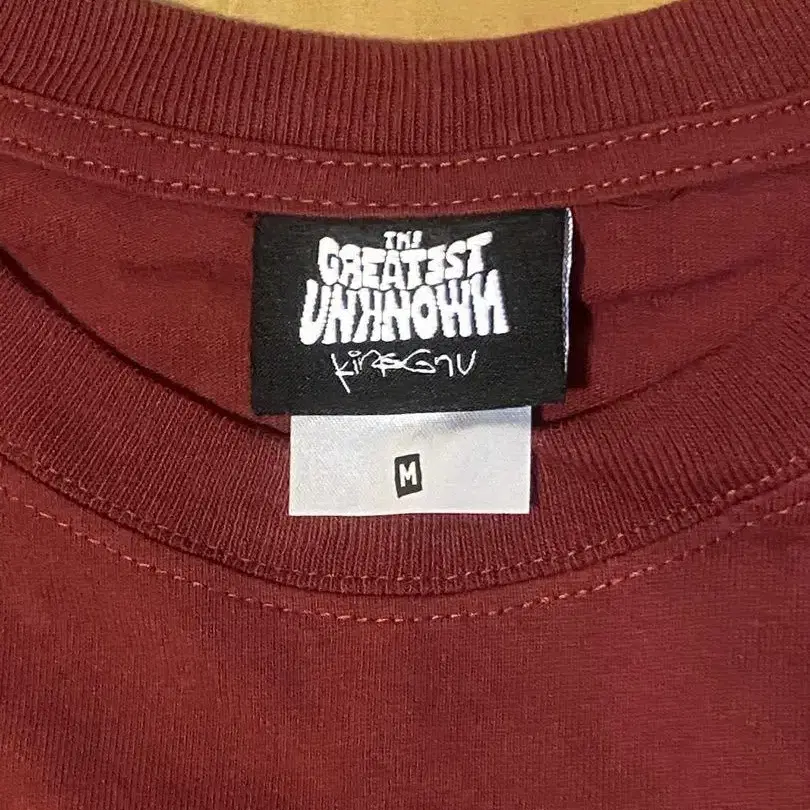 THE
GREATEST
UNKNOWN
King Gnu
M